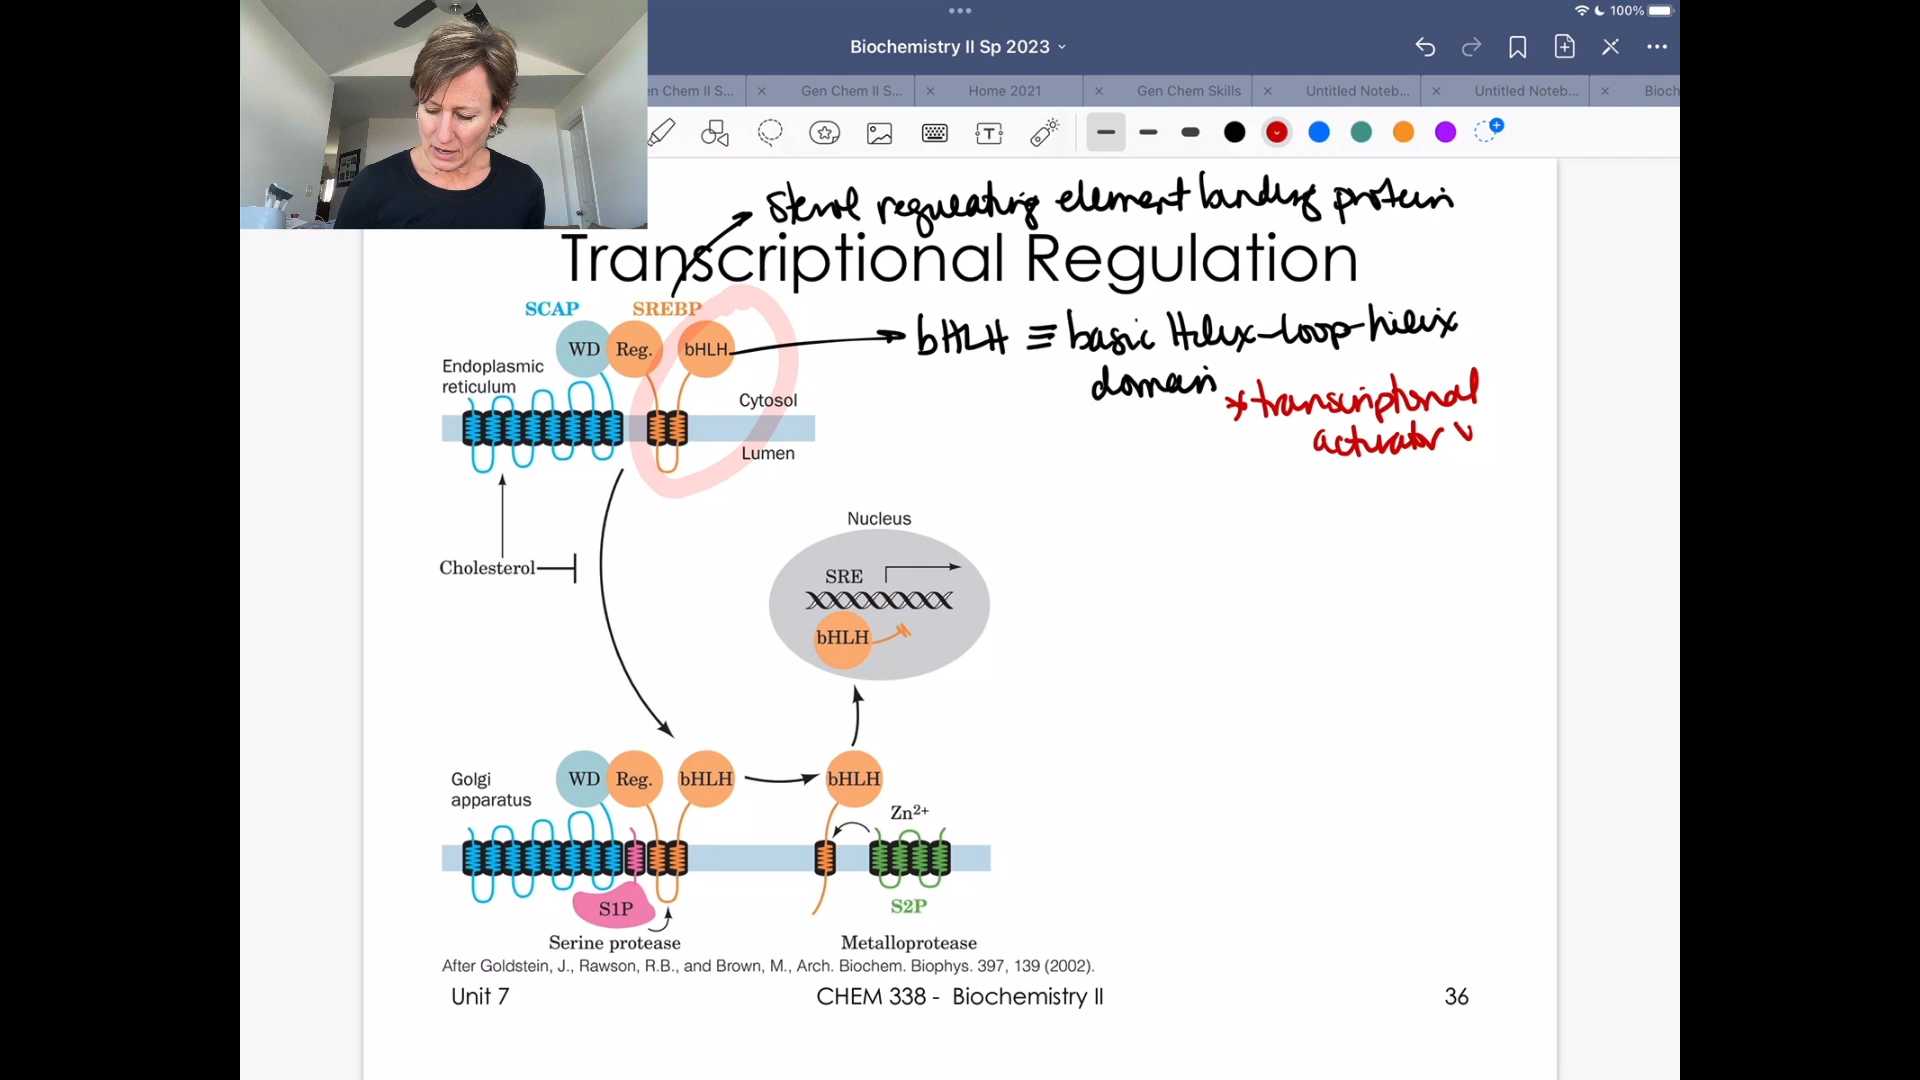 100%
Biochemistry II Sp 2023
en Chem II S...
Gen Chem II S...
Home 2021
Gen Chem Skills
Untitled Noteb...
Untitled Noteb...
Bioch
Sterol regulating element binding protein
Transcriptional Regulation
SCAP SREBP
WD Reg. bHLH
bHLH ≡ basic Helix-loop-helix
domain
*transcriptional
activator
Endoplasmic
reticulum
Cytosol
Lumen
Cholesterol
Nucleus
SRE
bHLH
Golgi
apparatus
WD Reg. bHLH
bHLH
Zn2+
S1P
S2P
Serine protease
Metalloprotease
After Goldstein, J., Rawson, R.B., and Brown, M., Arch. Biochem. Biophys. 397, 139 (2002).
Unit 7
CHEM 338 - Biochemistry II
36